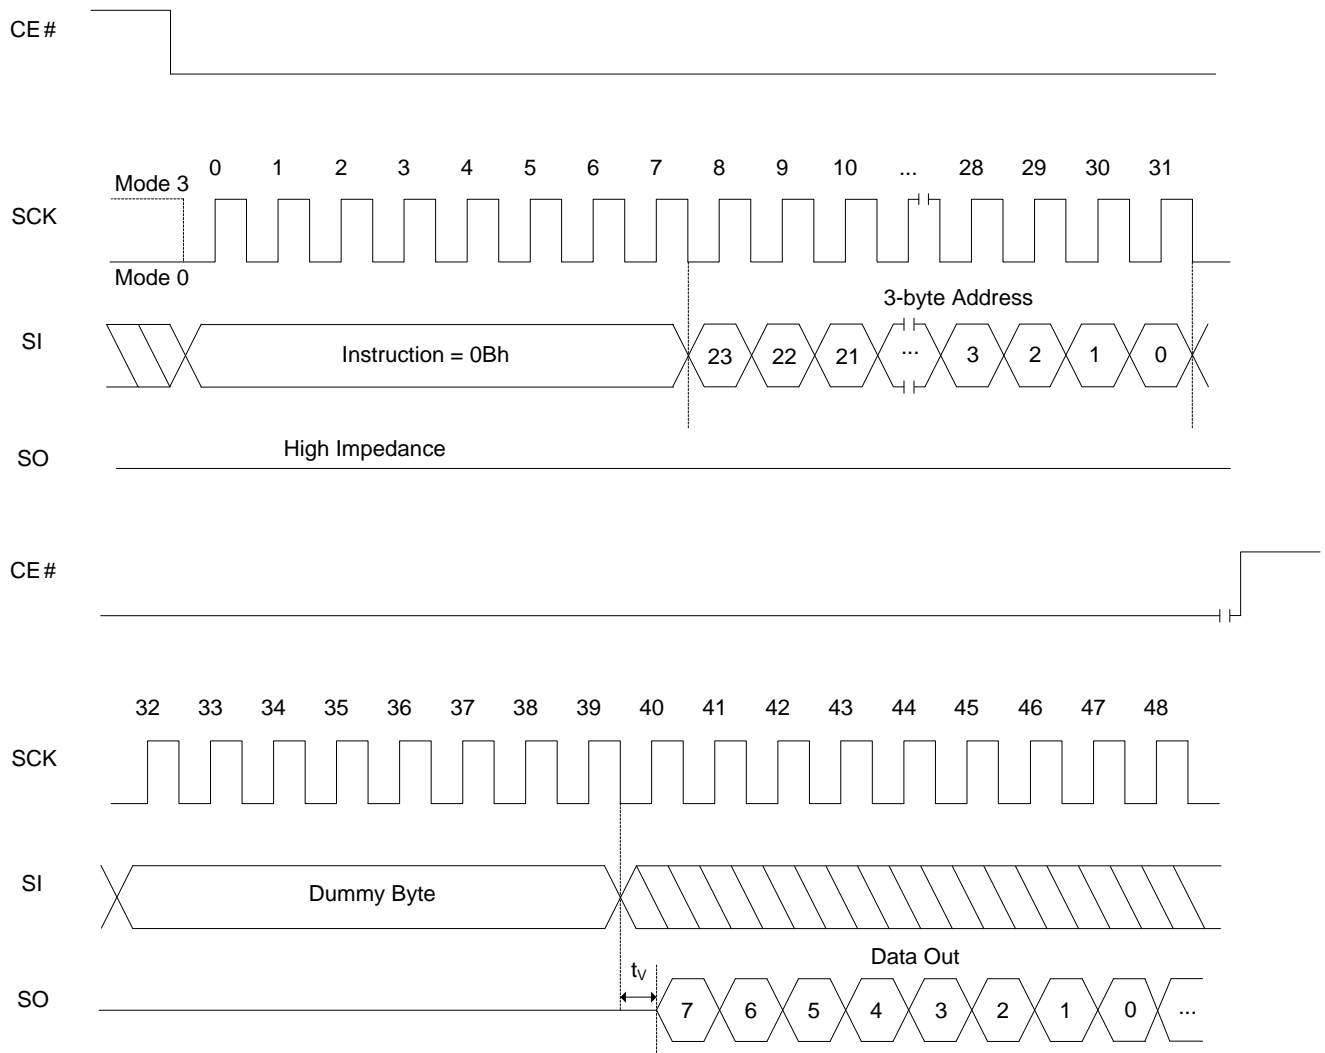 CE#
0 1 2 3 4 5 6 7 8 9 10 ... 28 29 30 31
Mode 3
SCK
Mode 0
3-byte Address
SI
Instruction = 0Bh
23 22 21 ... 3 2 1 0
High Impedance
SO
CE#
32 33 34 35 36 37 38 39 40 41 42 43 44 45 46 47 48
SCK
SI
Dummy Byte
Data Out
tV
SO
7 6 5 4 3 2 1 0 ...